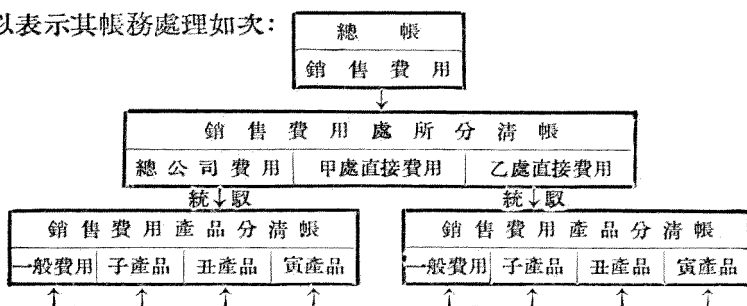 以表示其帳務處理如次：
總帳
銷售費用
↓
銷售費用處所分清帳
總公司費用 甲處直接費用 乙處直接費用
統↓馭 統↓馭
銷售費用產品分清帳 銷售費用產品分清帳
一般費用 子產品 丑產品 寅產品 一般費用 子產品 丑產品 寅產品
↑ ↑ ↑ ↑ ↑ ↑ ↑ ↑